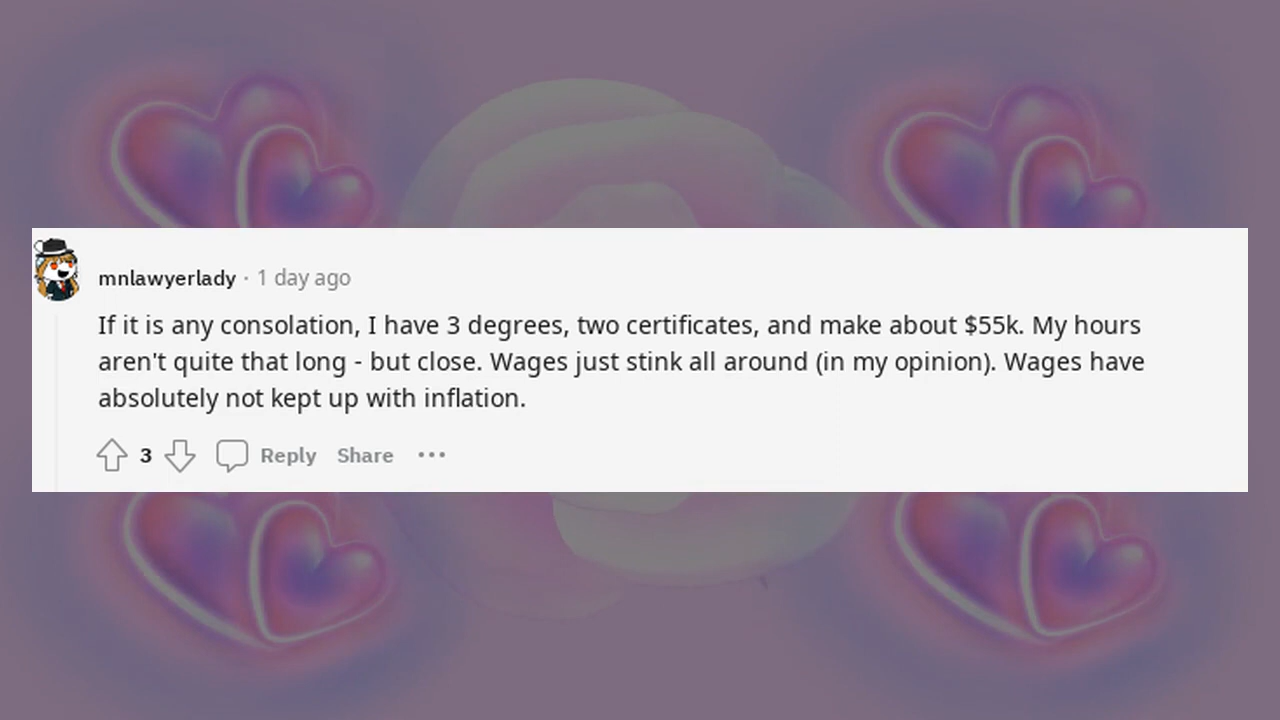 mnlawyerlady · 1 day ago
If it is any consolation, I have 3 degrees, two certificates, and make about $55k. My hours
aren't quite that long - but close. Wages just stink all around (in my opinion). Wages have
absolutely not kept up with inflation.
3 Reply Share